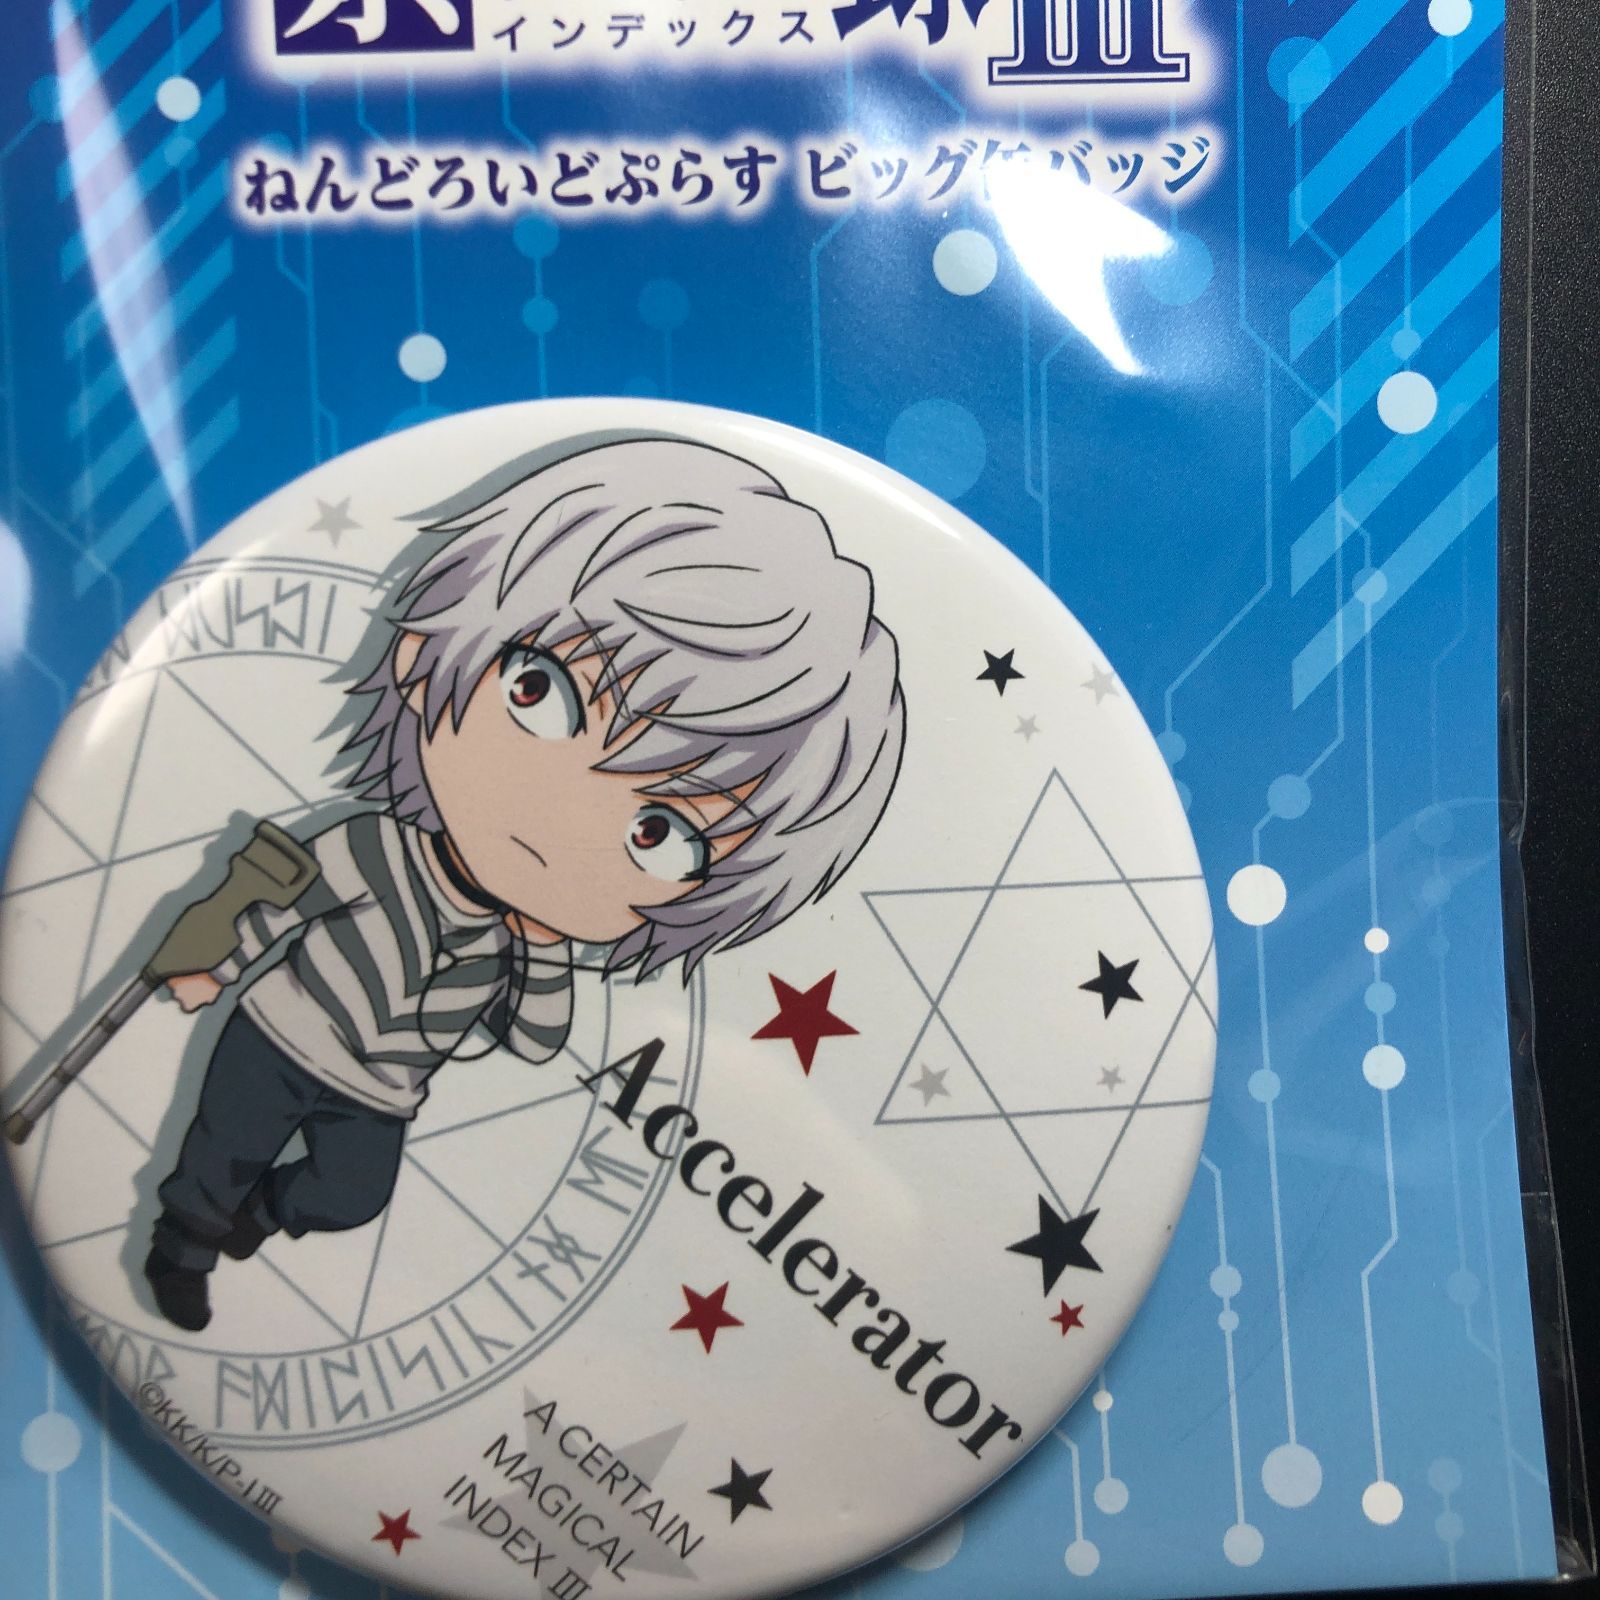 インデックス
III
ねんどろいどぷらす ビッグ缶バッジ
Accelerator
A CERTAIN
MAGICAL
INDEX III
©KK/K/P-I III